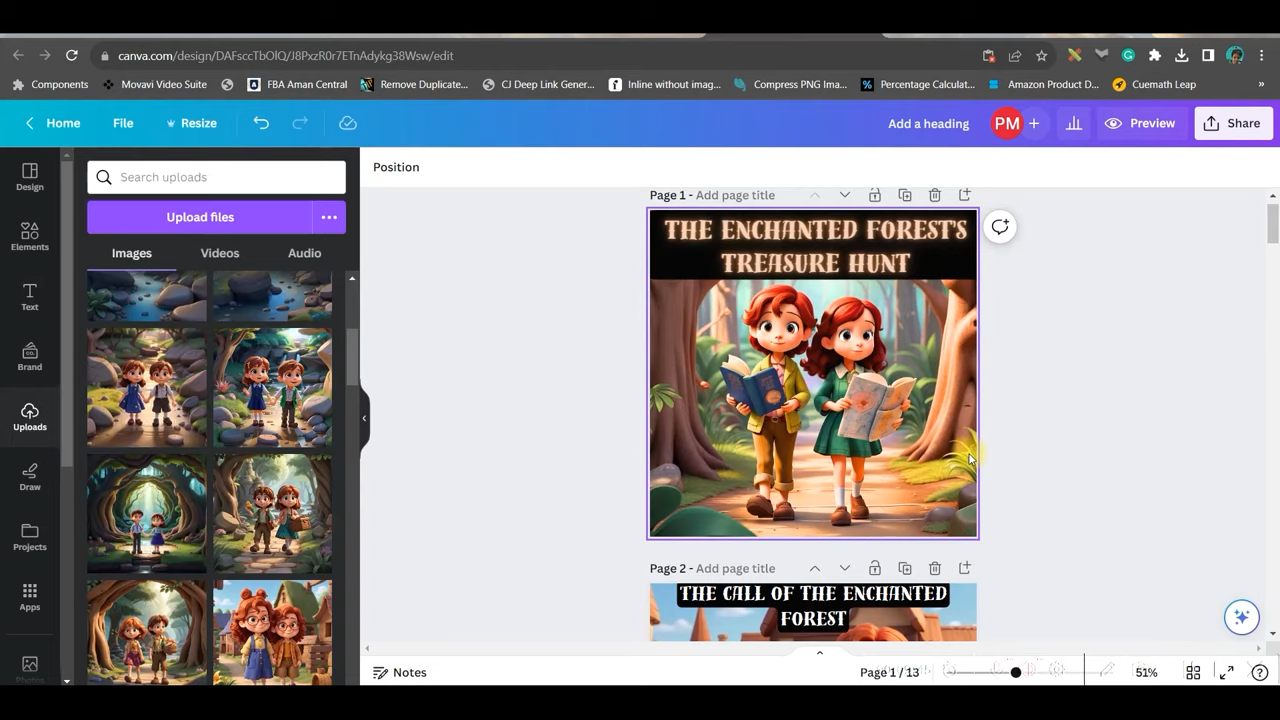 canva.com/design/DAFsccTbOlQ/J8PxzR0r7ETnAdykg38Wsw/edit
Components
Movavi Video Suite
FBA Aman Central
Remove Duplicate...
CJ Deep Link Gener...
Inline without imag...
Compress PNG Ima...
Percentage Calculat...
Amazon Product D...
Cuemath Leap
»
Home
File
Resize
Add a heading
PM
+
Preview
Share
Design
Elements
Text
Brand
Uploads
Draw
Projects
Apps
Photos
Search uploads
Upload files
Images
Videos
Audio
Position
Page 1 - Add page title
THE ENCHANTED FOREST'S
TREASURE HUNT
Page 2 - Add page title
THE CALL OF THE ENCHANTED
FOREST
Notes
Page 1 / 13
51%